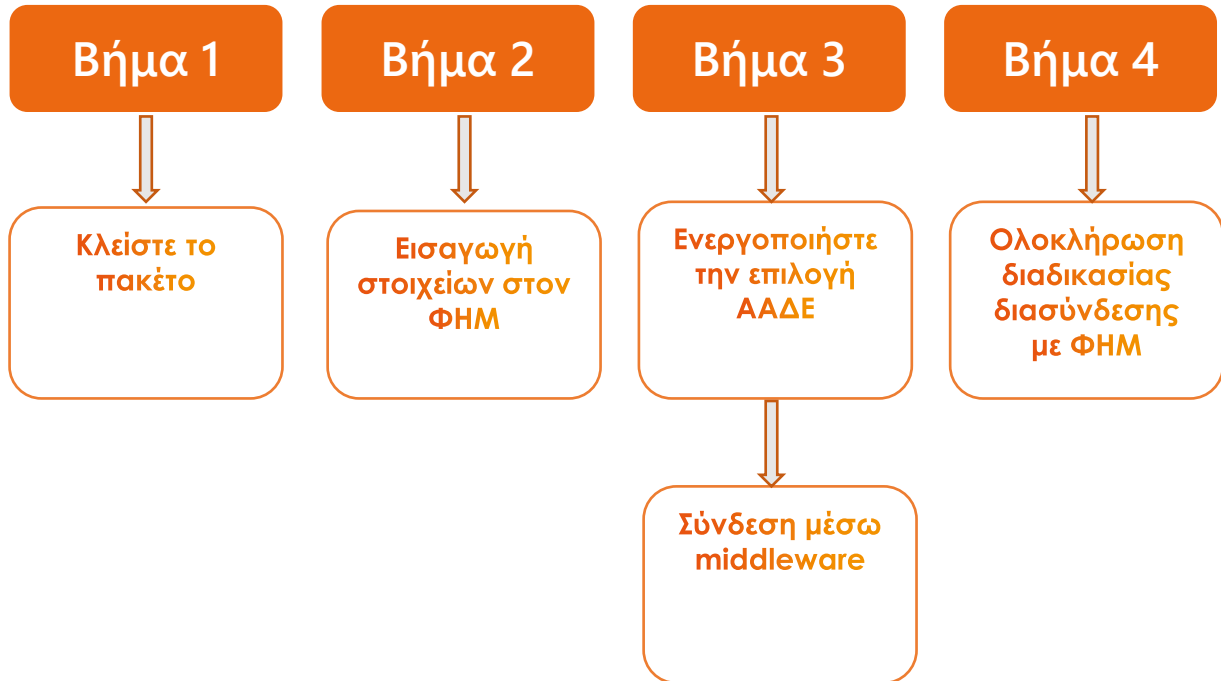 Βήμα 1
Βήμα 2
Βήμα 3
Βήμα 4
Κλείστε το
πακέτο
Εισαγωγή
στοιχείων στον
ΦΗΜ
Ενεργοποιήστε
την επιλογή
ΑΑΔΕ
Ολοκλήρωση
διαδικασίας
διασύνδεσης
με ΦΗΜ
Σύνδεση μέσω
middleware